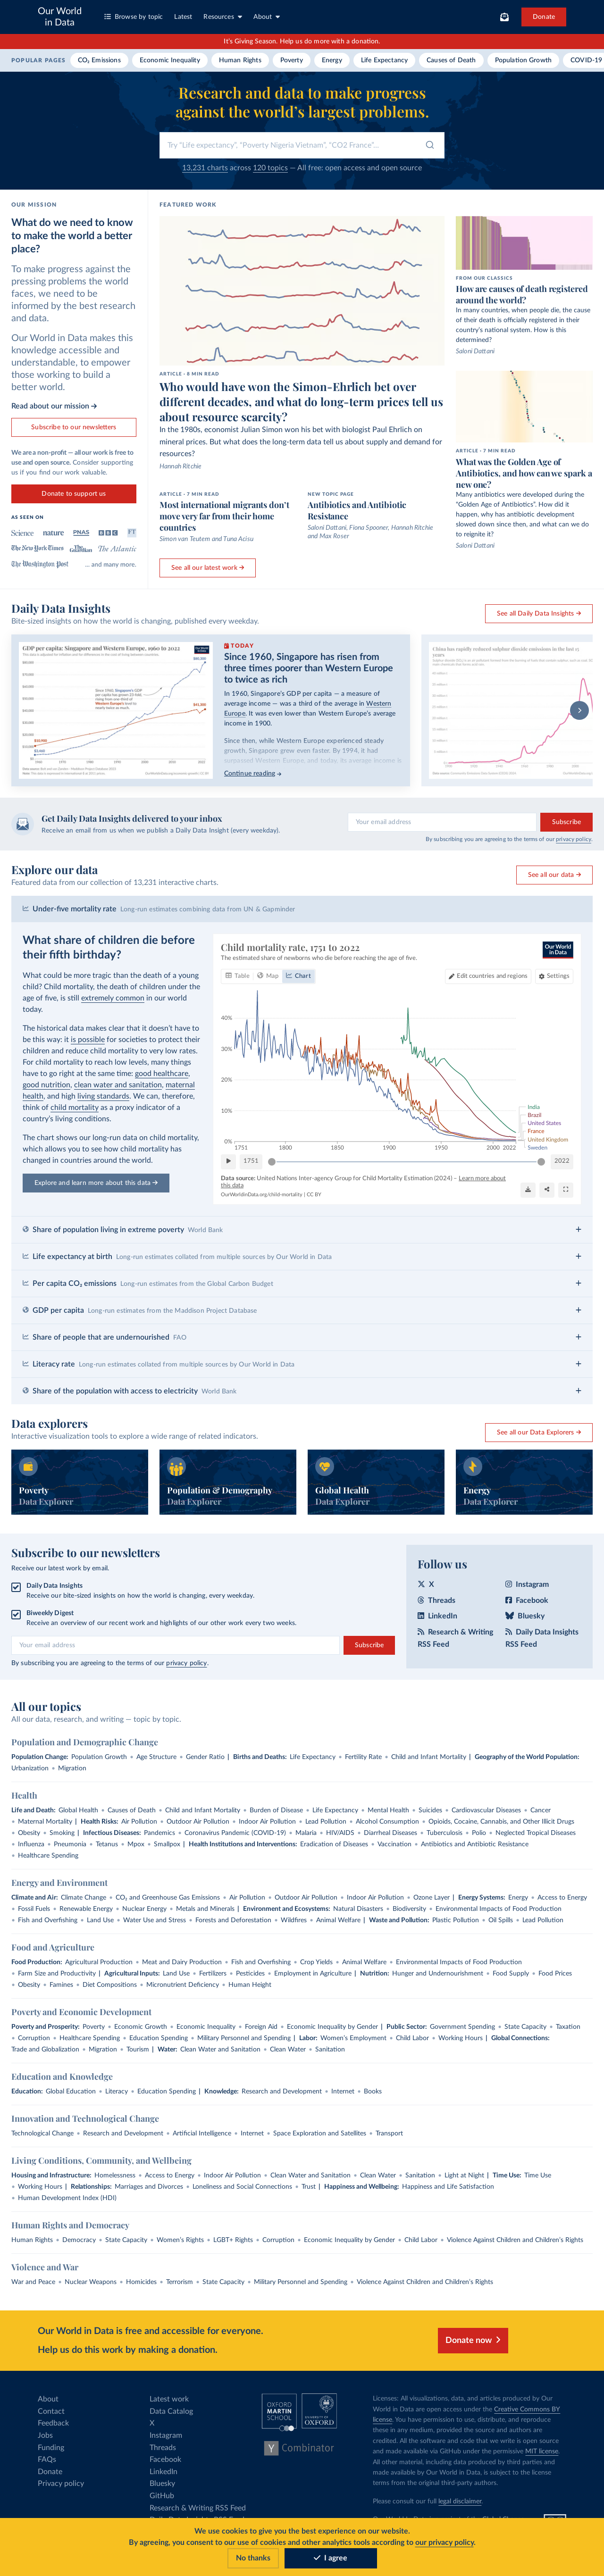 Our World
in Data
Browse by topic
Latest
Resources
About
Donate
It's Giving Season. Help us do more with a donation.
POPULAR PAGES
CO₂ Emissions
Economic Inequality
Human Rights
Poverty
Energy
Life Expectancy
Causes of Death
Population Growth
COVID-19
Research and data to make progress
against the world's largest problems.
Try "Life expectancy", "Poverty Nigeria Vietnam", "CO2 France"...
13,231 charts across 120 topics — All free: open access and open source
OUR MISSION
What do we need to know
to make the world a better
place?
To make progress against the
pressing problems the world
faces, we need to be
informed by the best research
and data.
Our World in Data makes this
knowledge accessible and
understandable, to empower
those working to build a
better world.
Read about our mission →
Subscribe to our newsletters
We are a non-profit — all our work is free to
use and open source. Consider supporting
us if you find our work valuable.
Donate to support us
AS SEEN ON
Science
nature
PNAS
BBC
FT
The New York Times
The Guardian
The Atlantic
The Washington Post
... and many more.
FEATURED WORK
ARTICLE - 8 MIN READ
Who would have won the Simon-Ehrlich bet over
different decades, and what do long-term prices tell us
about resource scarcity?
In the 1980s, economist Julian Simon won his bet with biologist Paul Ehrlich on
mineral prices. But what does the long-term data tell us about supply and demand for
resources?
Hannah Ritchie
ARTICLE - 7 MIN READ
Most international migrants don't
move very far from their home
countries
Simon van Teutem and Tuna Acisu
NEW TOPIC PAGE
Antibiotics and Antibiotic
Resistance
Saloni Dattani, Fiona Spooner, Hannah Ritchie
and Max Roser
See all our latest work →
FROM OUR CLASSICS
How are causes of death registered
around the world?
In many countries, when people die, the cause
of their death is officially registered in their
country's national system. How is this
determined?
Saloni Dattani
ARTICLE - 7 MIN READ
What was the Golden Age of
Antibiotics, and how can we spark a
new one?
Many antibiotics were developed during the
"Golden Age of Antibiotics". How did it
happen, why has antibiotic development
slowed down since then, and what can we do
to reignite it?
Saloni Dattani
Daily Data Insights
Bite-sized insights on how the world is changing, published every weekday.
See all Daily Data Insights →
GDP per capita: Singapore and Western Europe, 1960 to 2022
TODAY
Since 1960, Singapore has risen from
three times poorer than Western Europe
to twice as rich
In 1960, Singapore's GDP per capita — a measure of
average income — was a third of the average in Western
Europe. It was even lower than Western Europe's average
income in 1900.
Since then, while Western Europe experienced steady
growth, Singapore grew even faster. By 1994, it had
surpassed Western Europe, and today, its average income is
Continue reading →
China has rapidly reduced sulphur dioxide emissions in the last 15
years
Get Daily Data Insights delivered to your inbox
Receive an email from us when we publish a Daily Data Insight (every weekday).
Your email address
Subscribe
By subscribing you are agreeing to the terms of our privacy policy.
Explore our data
Featured data from our collection of 13,231 interactive charts.
See all our data →
Under-five mortality rate Long-run estimates combining data from UN & Gapminder
What share of children die before
their fifth birthday?
What could be more tragic than the death of a young
child? Child mortality, the death of children under the
age of five, is still extremely common in our world
today.
The historical data makes clear that it doesn't have to
be this way: it is possible for societies to protect their
children and reduce child mortality to very low rates.
For child mortality to reach low levels, many things
have to go right at the same time: good healthcare,
good nutrition, clean water and sanitation, maternal
health, and high living standards. We can, therefore,
think of child mortality as a proxy indicator of a
country's living conditions.
The chart shows our long-run data on child mortality,
which allows you to see how child mortality has
changed in countries around the world.
Explore and learn more about this data →
Child mortality rate, 1751 to 2022
The estimated share of newborns who die before reaching the age of five.
Our World
in Data
Table
Map
Chart
Edit countries and regions
Settings
40%
30%
20%
10%
0%
India
Brazil
United States
France
United Kingdom
Sweden
1751 1800 1850 1900 1950 2000 2022
1751
2022
Data source: United Nations Inter-agency Group for Child Mortality Estimation (2024) – Learn more about
this data
OurWorldinData.org/child-mortality | CC BY
Share of population living in extreme poverty World Bank
Life expectancy at birth Long-run estimates collated from multiple sources by Our World in Data
Per capita CO₂ emissions Long-run estimates from the Global Carbon Budget
GDP per capita Long-run estimates from the Maddison Project Database
Share of people that are undernourished FAO
Literacy rate Long-run estimates collated from multiple sources by Our World in Data
Share of the population with access to electricity World Bank
Data explorers
Interactive visualization tools to explore a wide range of related indicators.
See all our Data Explorers →
Poverty
Data Explorer
Population & Demography
Data Explorer
Global Health
Data Explorer
Energy
Data Explorer
Subscribe to our newsletters
Receive our latest work by email.
Daily Data Insights
Receive our bite-sized insights on how the world is changing, every weekday.
Biweekly Digest
Receive an overview of our recent work and highlights of our other work every two weeks.
Your email address
Subscribe
By subscribing you are agreeing to the terms of our privacy policy.
Follow us
X
Threads
LinkedIn
Research & Writing
RSS Feed
Instagram
Facebook
Bluesky
Daily Data Insights
RSS Feed
All our topics
All our data, research, and writing — topic by topic.
Population and Demographic Change
Population Change: Population Growth • Age Structure • Gender Ratio | Births and Deaths: Life Expectancy • Fertility Rate • Child and Infant Mortality | Geography of the World Population:
Urbanization • Migration
Health
Life and Death: Global Health • Causes of Death • Child and Infant Mortality • Burden of Disease • Life Expectancy • Mental Health • Suicides • Cardiovascular Diseases • Cancer
• Maternal Mortality | Health Risks: Air Pollution • Outdoor Air Pollution • Indoor Air Pollution • Lead Pollution • Alcohol Consumption • Opioids, Cocaine, Cannabis, and Other Illicit Drugs
• Obesity • Smoking | Infectious Diseases: Pandemics • Coronavirus Pandemic (COVID-19) • Malaria • HIV/AIDS • Diarrheal Diseases • Tuberculosis • Polio • Neglected Tropical Diseases
• Influenza • Pneumonia • Tetanus • Mpox • Smallpox | Health Institutions and Interventions: Eradication of Diseases • Vaccination • Antibiotics and Antibiotic Resistance
• Healthcare Spending
Energy and Environment
Climate and Air: Climate Change • CO₂ and Greenhouse Gas Emissions • Air Pollution • Outdoor Air Pollution • Indoor Air Pollution • Ozone Layer | Energy Systems: Energy • Access to Energy
• Fossil Fuels • Renewable Energy • Nuclear Energy • Metals and Minerals | Environment and Ecosystems: Natural Disasters • Biodiversity • Environmental Impacts of Food Production
• Fish and Overfishing • Land Use • Water Use and Stress • Forests and Deforestation • Wildfires • Animal Welfare | Waste and Pollution: Plastic Pollution • Oil Spills • Lead Pollution
Food and Agriculture
Food Production: Agricultural Production • Meat and Dairy Production • Fish and Overfishing • Crop Yields • Animal Welfare • Environmental Impacts of Food Production
• Farm Size and Productivity | Agricultural Inputs: Land Use • Fertilizers • Pesticides • Employment in Agriculture | Nutrition: Hunger and Undernourishment • Food Supply • Food Prices
• Obesity • Famines • Diet Compositions • Micronutrient Deficiency • Human Height
Poverty and Economic Development
Poverty and Prosperity: Poverty • Economic Growth • Economic Inequality • Foreign Aid • Economic Inequality by Gender | Public Sector: Government Spending • State Capacity • Taxation
• Corruption • Healthcare Spending • Education Spending • Military Personnel and Spending | Labor: Women's Employment • Child Labor • Working Hours | Global Connections:
Trade and Globalization • Migration • Tourism | Water: Clean Water and Sanitation • Clean Water • Sanitation
Education and Knowledge
Education: Global Education • Literacy • Education Spending | Knowledge: Research and Development • Internet • Books
Innovation and Technological Change
Technological Change • Research and Development • Artificial Intelligence • Internet • Space Exploration and Satellites • Transport
Living Conditions, Community, and Wellbeing
Housing and Infrastructure: Homelessness • Access to Energy • Indoor Air Pollution • Clean Water and Sanitation • Clean Water • Sanitation • Light at Night | Time Use: Time Use
• Working Hours | Relationships: Marriages and Divorces • Loneliness and Social Connections • Trust | Happiness and Wellbeing: Happiness and Life Satisfaction
• Human Development Index (HDI)
Human Rights and Democracy
Human Rights • Democracy • State Capacity • Women's Rights • LGBT+ Rights • Corruption • Economic Inequality by Gender • Child Labor • Violence Against Children and Children's Rights
Violence and War
War and Peace • Nuclear Weapons • Homicides • Terrorism • State Capacity • Military Personnel and Spending • Violence Against Children and Children's Rights
Our World in Data is free and accessible for everyone.
Help us do this work by making a donation.
Donate now
About
Contact
Feedback
Jobs
Funding
FAQs
Donate
Privacy policy
Latest work
Data Catalog
X
Instagram
Threads
Facebook
LinkedIn
Bluesky
GitHub
Research & Writing RSS Feed
OXFORD
MARTIN
SCHOOL
UNIVERSITY OF
OXFORD
Y Combinator
Licenses: All visualizations, data, and articles produced by Our
World in Data are open access under the Creative Commons BY
license. You have permission to use, distribute, and reproduce
these in any medium, provided the source and authors are
credited. All the software and code that we write is open source
and made available via GitHub under the permissive MIT license.
All other material, including data produced by third parties and
made available by Our World in Data, is subject to the license
terms from the original third-party authors.
Please consult our full legal disclaimer.
We use cookies to give you the best experience on our website.
By agreeing, you consent to our use of cookies and other analytics tools according to our privacy policy.
No thanks
I agree